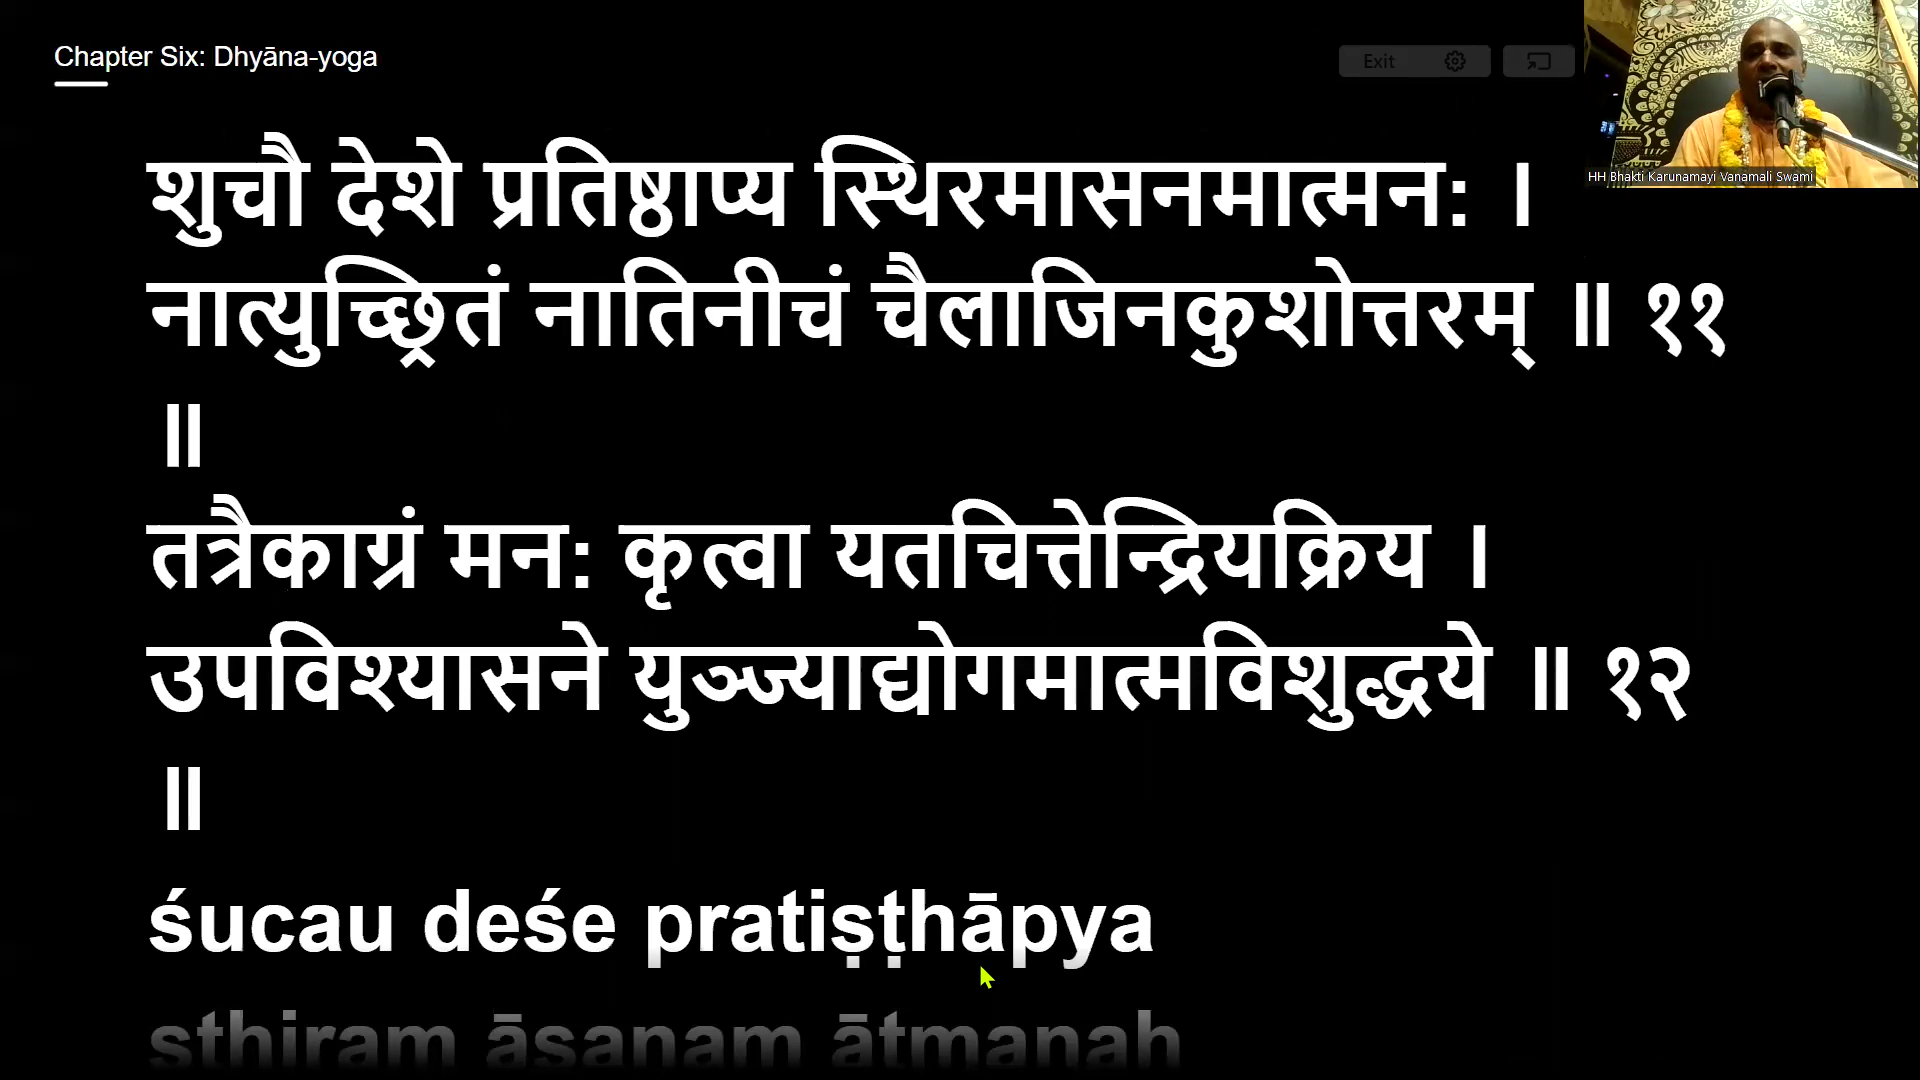 Chapter Six: Dhyāna-yoga
Exit
HH Bhakti Karunamayi Vanamali Swami
शुचौ देशे प्रतिष्ठाप्य स्थिरमासनमात्मन: ।
नात्युच्छ्रितं नातिनीचं चैलाजिनकुशोत्तरम् ॥ ११
॥
तत्रैकाग्रं मन: कृत्वा यतचित्तेन्द्रियक्रिय ।
उपविश्यासने युञ्ज्याद्योगमात्मविशुद्धये ॥ १२
॥
śucau deśe pratiṣṭhāpya
sthiram āsanam ātmanah